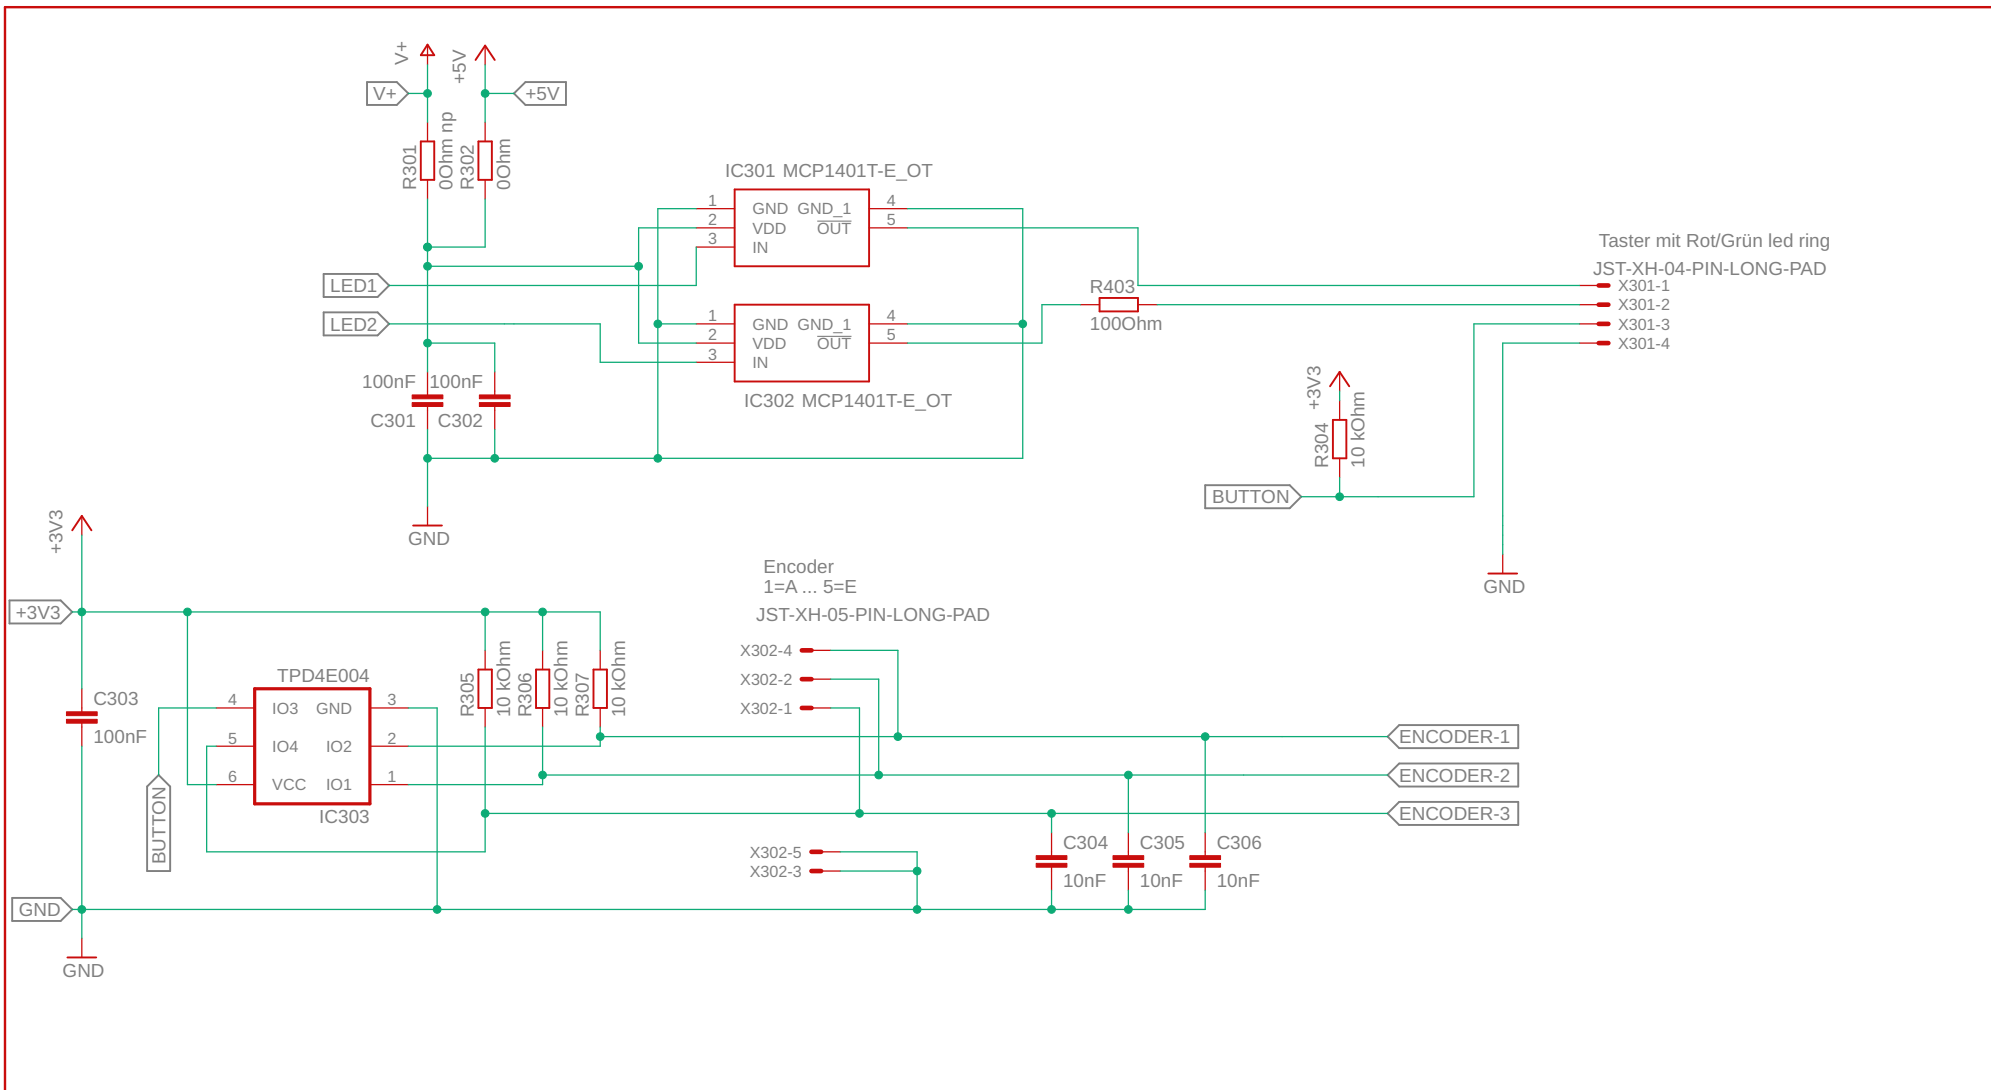 V+
+5V
V+
+5V
R301
0Ohm np
R302
0Ohm
IC301 MCP1401T-E_OT
1
2
3
GND
VDD
IN
GND_1
OUT
4
5
LED1
LED2
1
2
3
GND
VDD
IN
GND_1
OUT
4
5
IC302 MCP1401T-E_OT
100nF
100nF
C301
C302
GND
R403
100Ohm
Taster mit Rot/Grün led ring
JST-XH-04-PIN-LONG-PAD
X301-1
X301-2
X301-3
X301-4
+3V3
R304
10 kOhm
BUTTON
GND
+3V3
+3V3
C303
100nF
TPD4E004
4
5
6
IO3
IO4
VCC
GND
IO2
IO1
3
2
1
IC303
BUTTON
R305
10 kOhm
R306
10 kOhm
R307
10 kOhm
Encoder
1=A ... 5=E
JST-XH-05-PIN-LONG-PAD
X302-4
X302-2
X302-1
ENCODER-1
ENCODER-2
ENCODER-3
X302-5
X302-3
C304
10nF
C305
10nF
C306
10nF
GND
GND